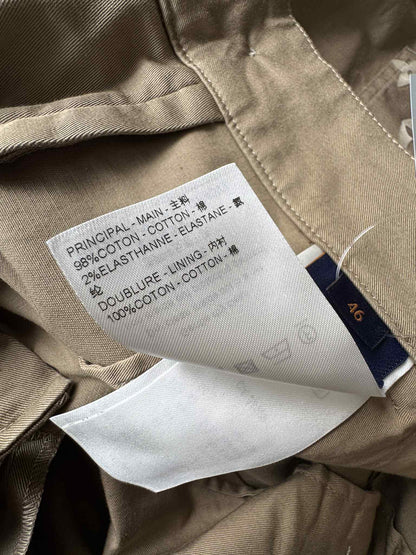 PRINCIPAL - MAIN - 主料
98%COTON - COTTON - 棉
2%ELASTHANNE - ELASTANE - 氨
纶
DOUBLURE - LINING - 内衬
100%COTON - COTTON - 棉
46